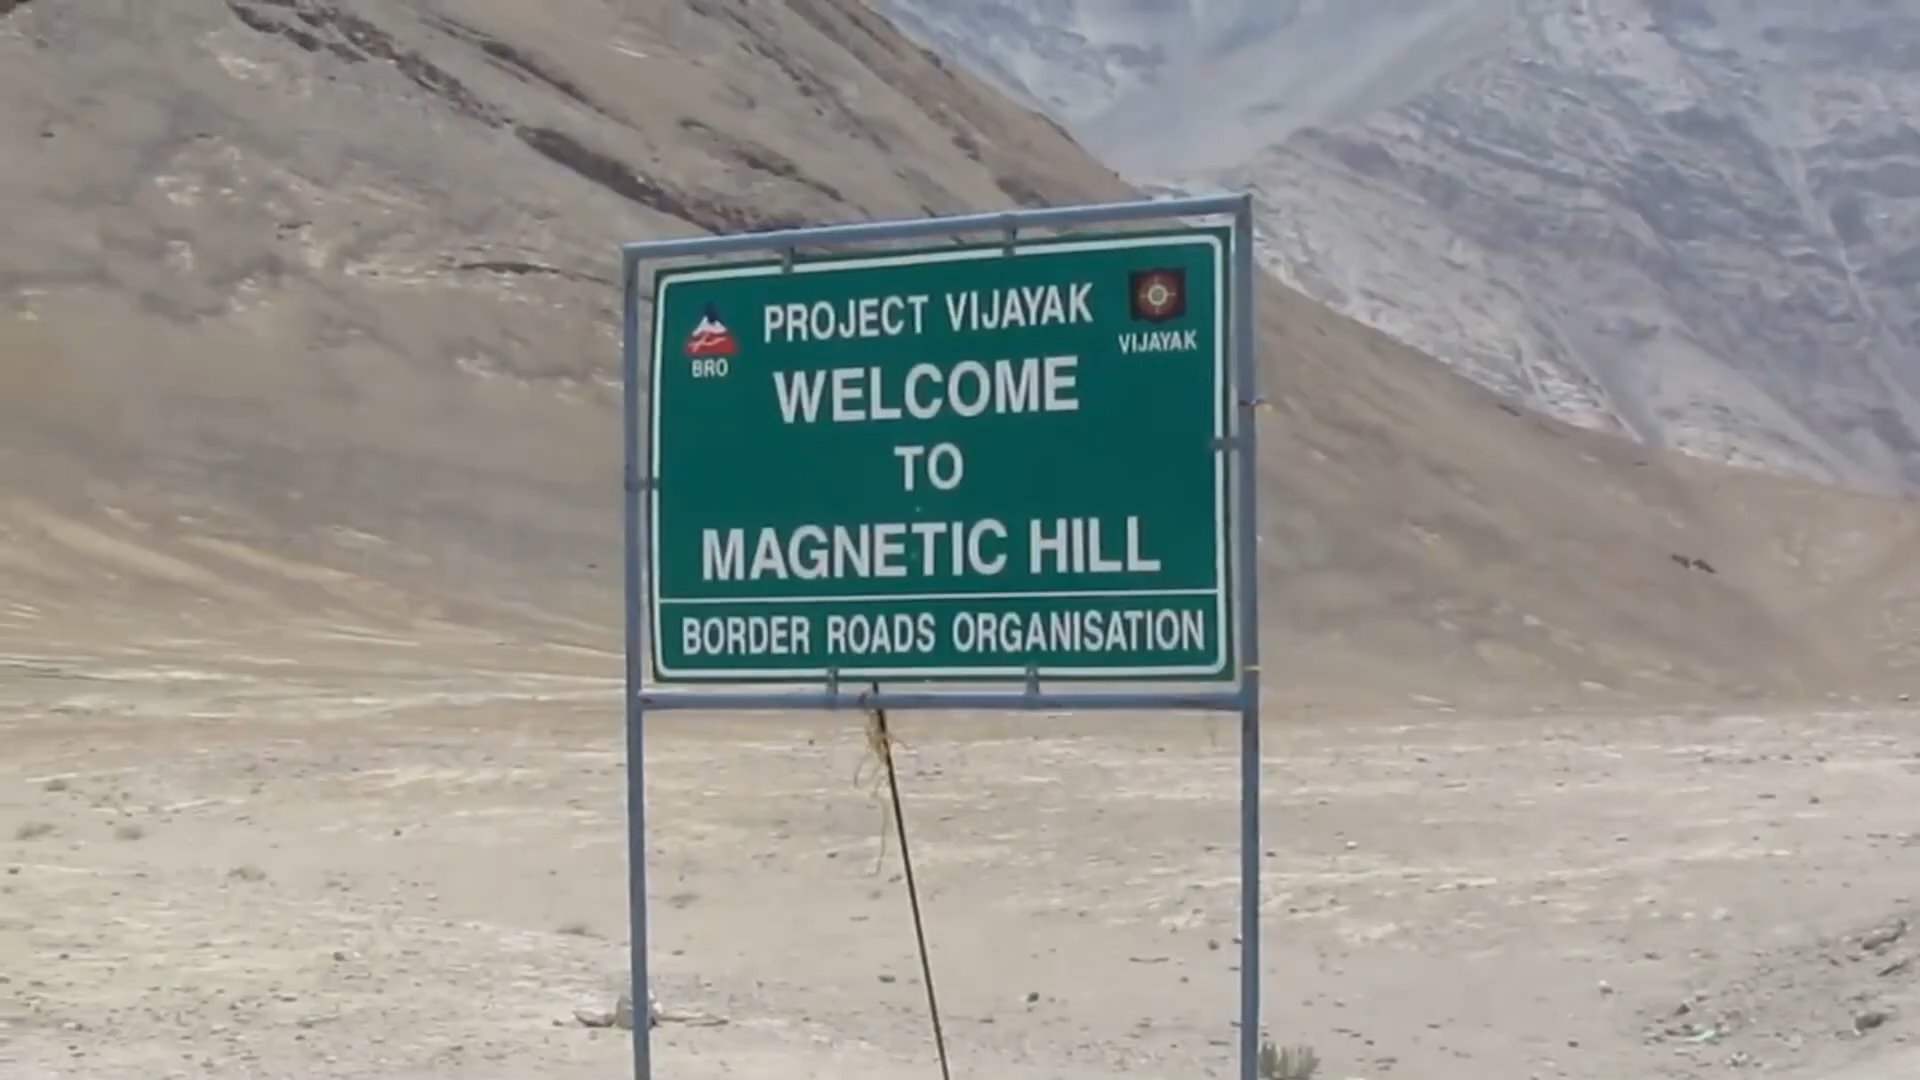 PROJECT VIJAYAK
BRO
VIJAYAK
WELCOME
TO
MAGNETIC HILL
BORDER ROADS ORGANISATION